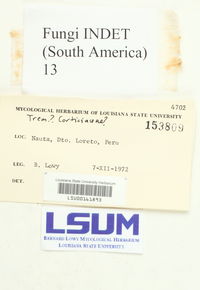 Fungi INDET
(South America)
13
4702
MYCOLOGICAL HERBARIUM OF LOUISIANA STATE UNIVERSITY
Trem.?
153809
LOC. Nauta, Dto. Loreto, Peru
LEG. B. Lowy 7-XII-1972
DET.
Louisiana State University Herbarium
LSU00161893
LSUM
BERNARD LOWY MYCOLOGICAL HERBARIUM
LOUISIANA STATE UNIVERSITY